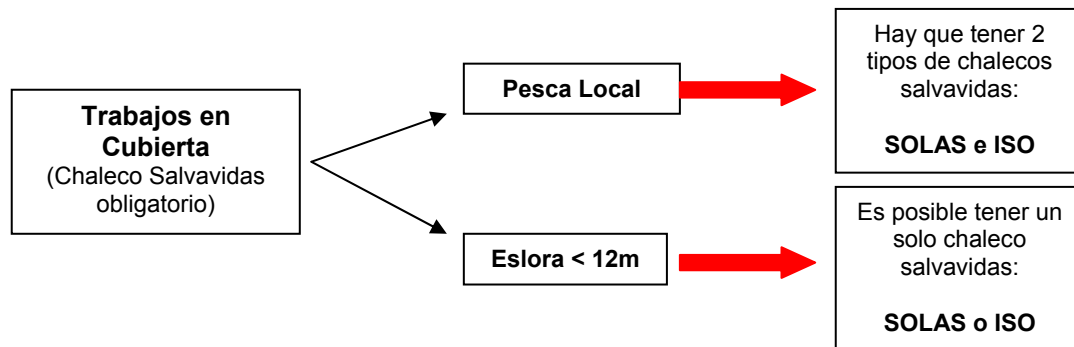 Trabajos en
Cubierta
(Chaleco Salvavidas
obligatorio)
Pesca Local
Hay que tener 2
tipos de chalecos
salvavidas:
SOLAS e ISO
Eslora < 12m
Es posible tener un
solo chaleco
salvavidas:
SOLAS o ISO